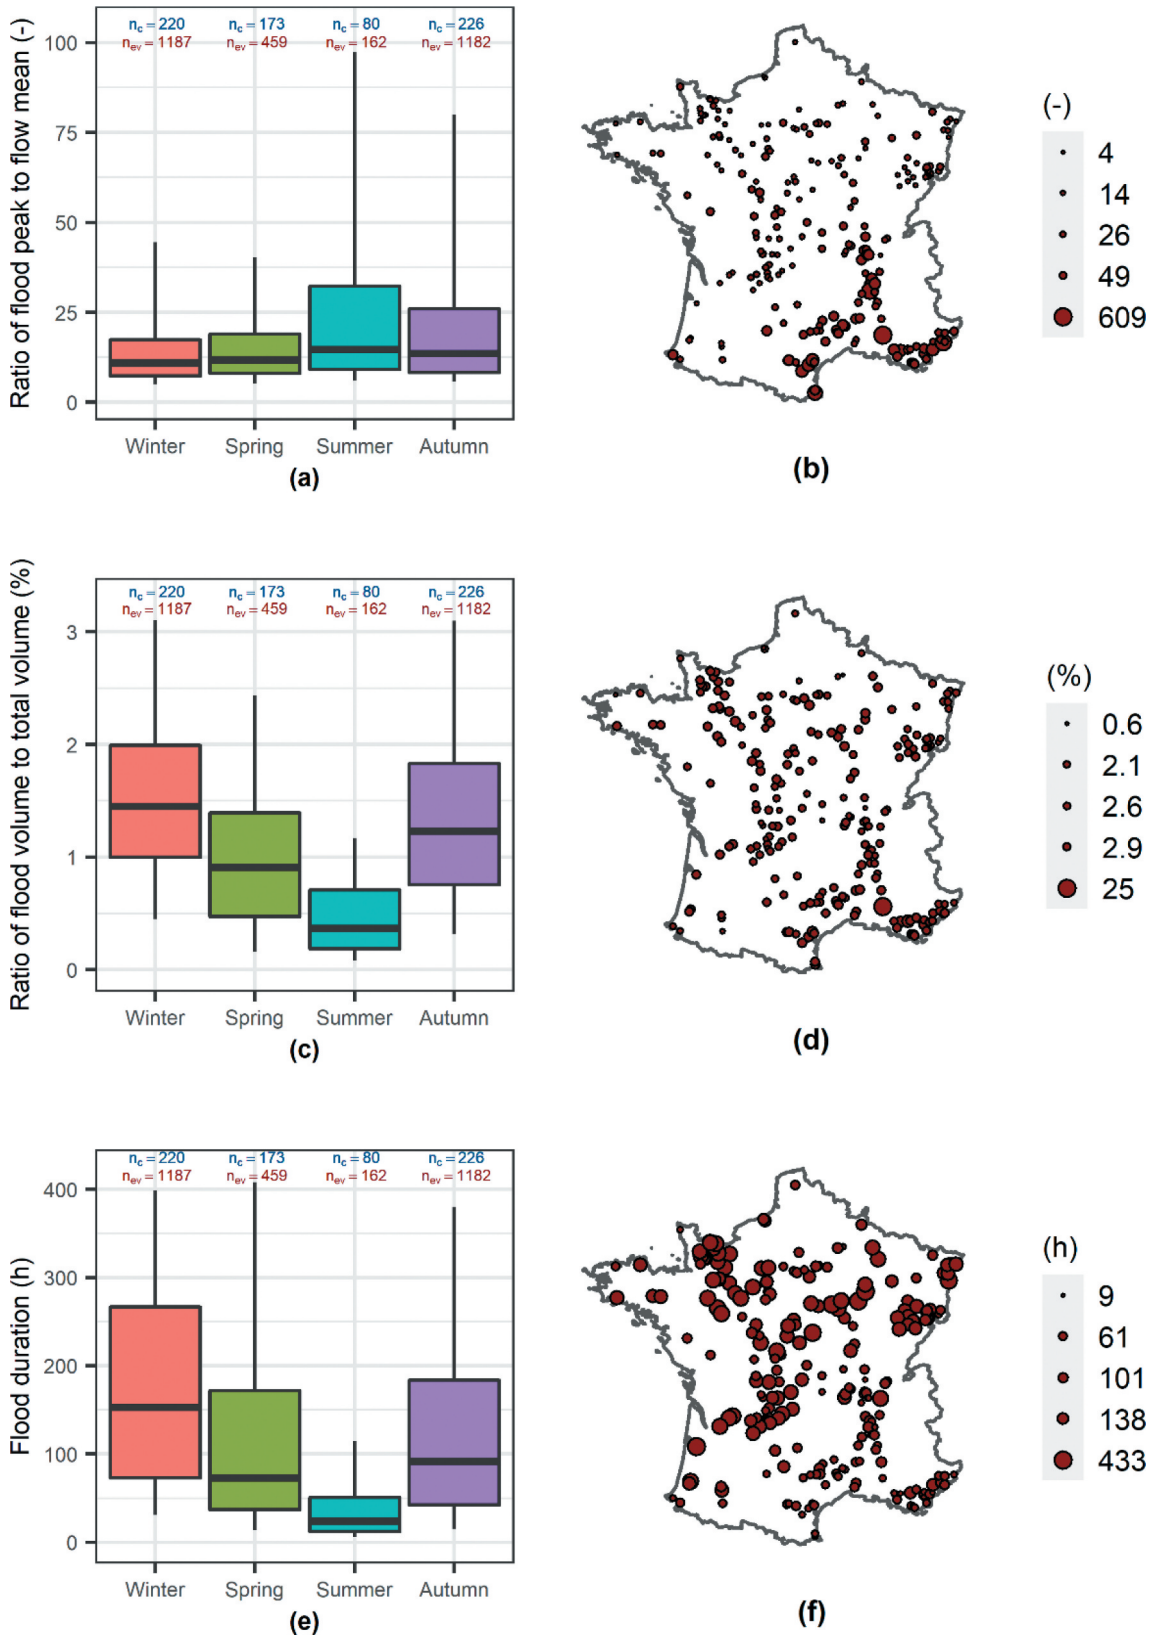 n_c = 220 n_c = 173 n_c = 80 n_c = 226
n_ev = 1187 n_ev = 459 n_ev = 162 n_ev = 1182
Ratio of flood peak to flow mean (-)
100
75
50
25
0
Winter Spring Summer Autumn
(a)
(-)
4
14
26
49
609
(b)
n_c = 220 n_c = 173 n_c = 80 n_c = 226
n_ev = 1187 n_ev = 459 n_ev = 162 n_ev = 1182
Ratio of flood volume to total volume (%)
3
2
1
0
Winter Spring Summer Autumn
(c)
(%)
0.6
2.1
2.6
2.9
25
(d)
n_c = 220 n_c = 173 n_c = 80 n_c = 226
n_ev = 1187 n_ev = 459 n_ev = 162 n_ev = 1182
Flood duration (h)
400
300
200
100
0
Winter Spring Summer Autumn
(e)
(h)
9
61
101
138
433
(f)